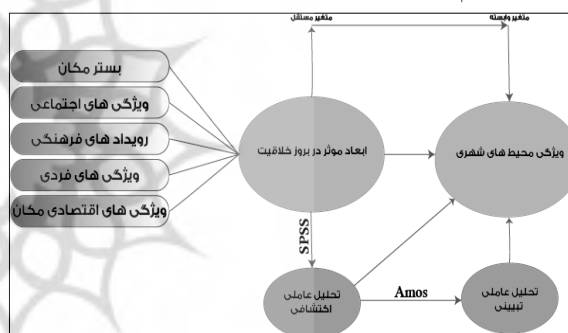 متغیر وابسته
متغیر مستقل
بستر مکان
ویژگی های اجتماعی
رویداد های فرهنگی
ویژگی های فردی
ویژگی های اقتصادی مکان
ابعاد موثر در بروز خلاقیت
ویژگی محیط های شهری
SPSS
تحلیل عاملی
اکتشافی
Amos
تحلیل عاملی
تبیینی